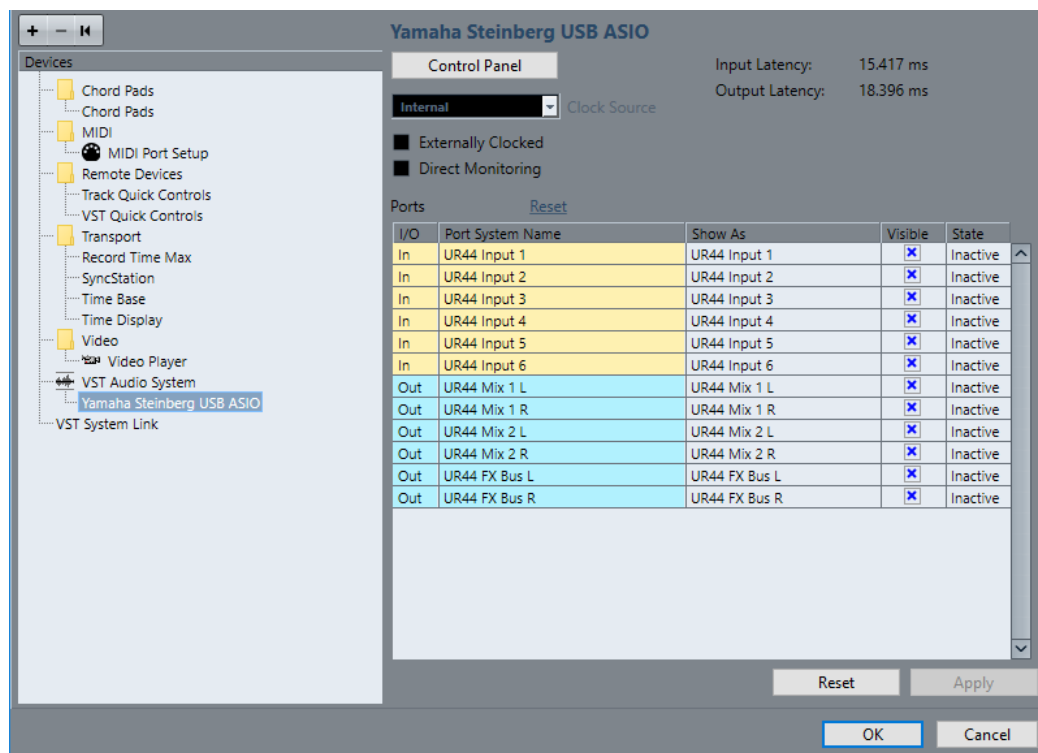 Yamaha Steinberg USB ASIO
Devices
Chord Pads
Chord Pads
MIDI
MIDI Port Setup
Remote Devices
Track Quick Controls
VST Quick Controls
Transport
Record Time Max
SyncStation
Time Base
Time Display
Video
Video Player
VST Audio System
Yamaha Steinberg USB ASIO
VST System Link
Control Panel
Input Latency: 15.417 ms
Output Latency: 18.396 ms
Internal Clock Source
Externally Clocked
Direct Monitoring
Ports Reset
I/O Port System Name Show As Visible State
In UR44 Input 1 UR44 Input 1 Inactive
In UR44 Input 2 UR44 Input 2 Inactive
In UR44 Input 3 UR44 Input 3 Inactive
In UR44 Input 4 UR44 Input 4 Inactive
In UR44 Input 5 UR44 Input 5 Inactive
In UR44 Input 6 UR44 Input 6 Inactive
Out UR44 Mix 1 L UR44 Mix 1 L Inactive
Out UR44 Mix 1 R UR44 Mix 1 R Inactive
Out UR44 Mix 2 L UR44 Mix 2 L Inactive
Out UR44 Mix 2 R UR44 Mix 2 R Inactive
Out UR44 FX Bus L UR44 FX Bus L Inactive
Out UR44 FX Bus R UR44 FX Bus R Inactive
Reset Apply
OK Cancel